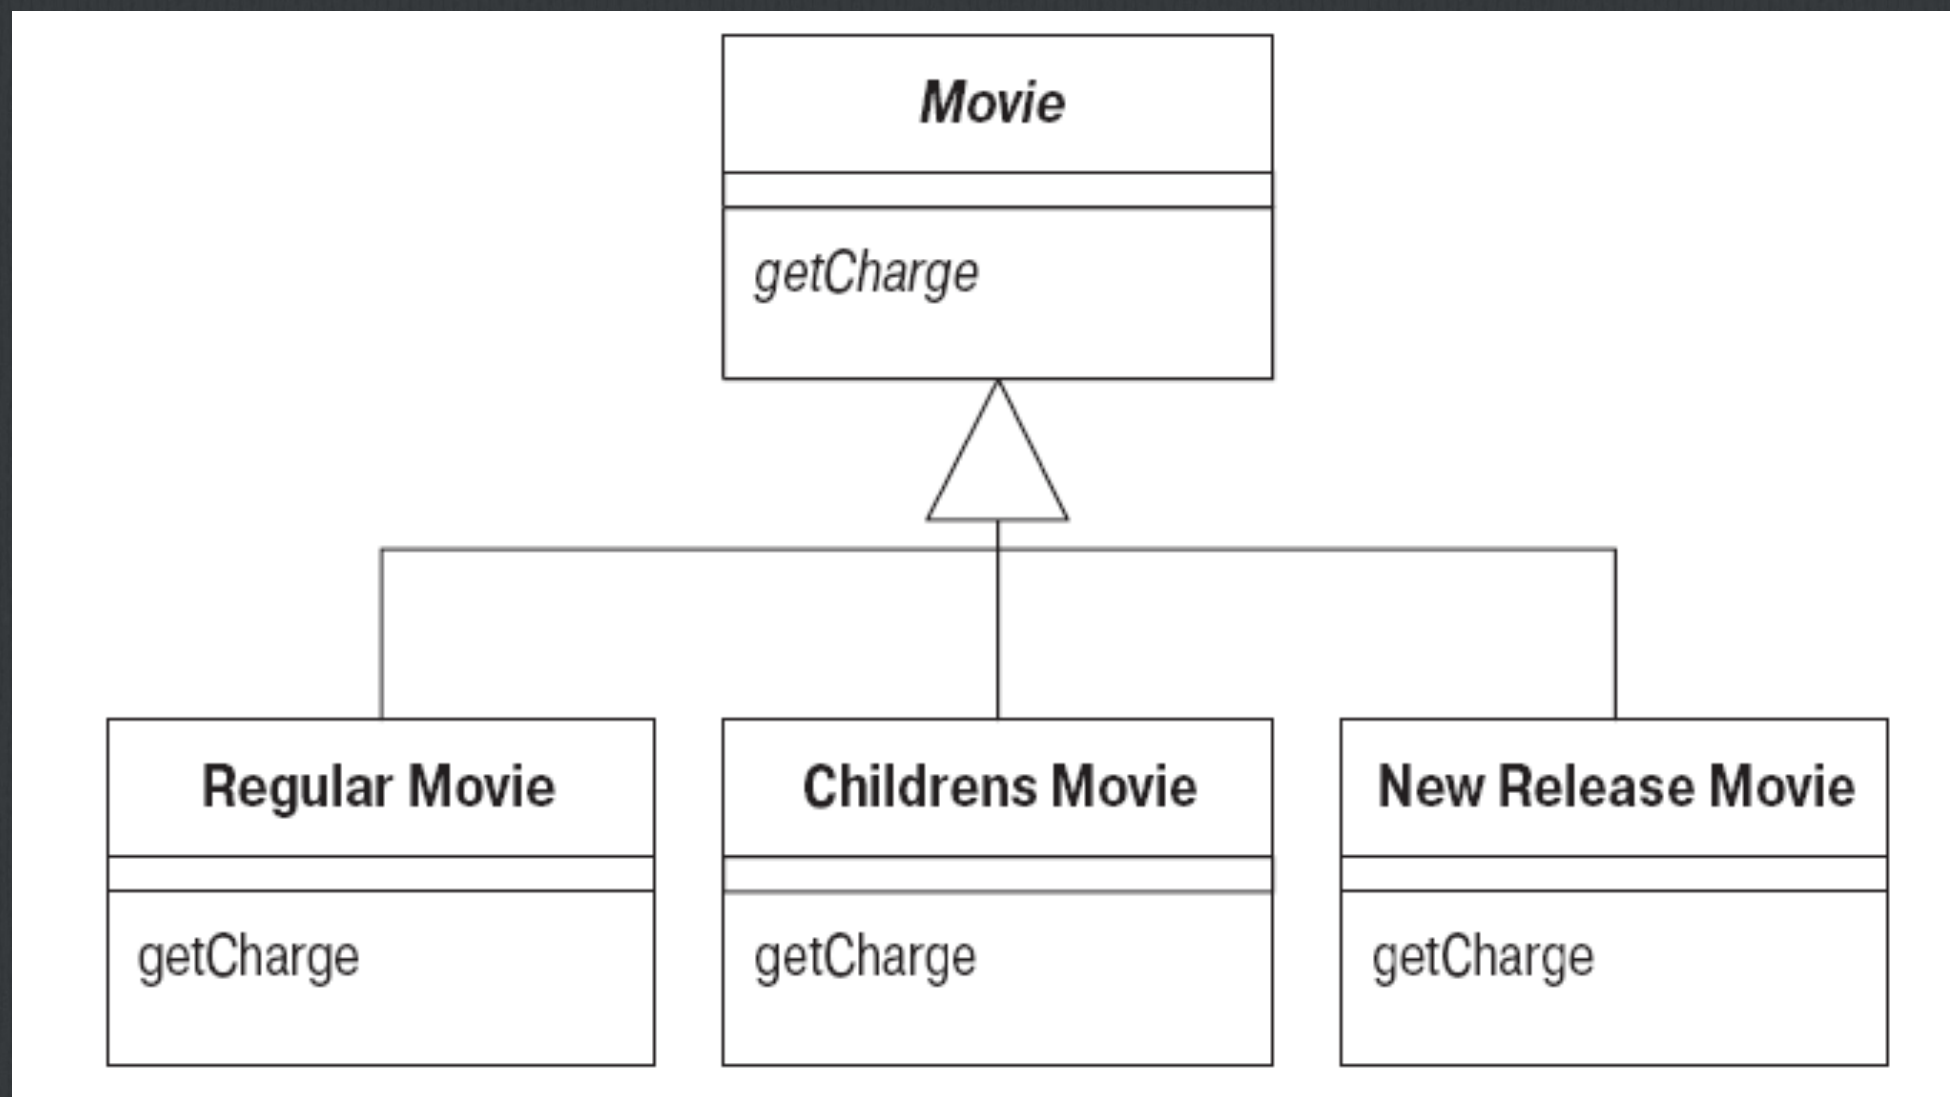 Movie
getCharge
Regular Movie
Childrens Movie
New Release Movie
getCharge
getCharge
getCharge